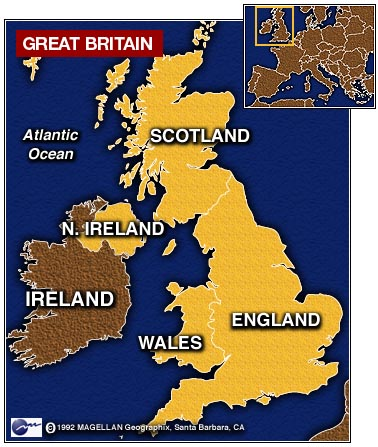 GREAT BRITAIN
Atlantic
Ocean
SCOTLAND
N. IRELAND
IRELAND
WALES
ENGLAND
© 1992 MAGELLAN Geographix, Santa Barbara, CA